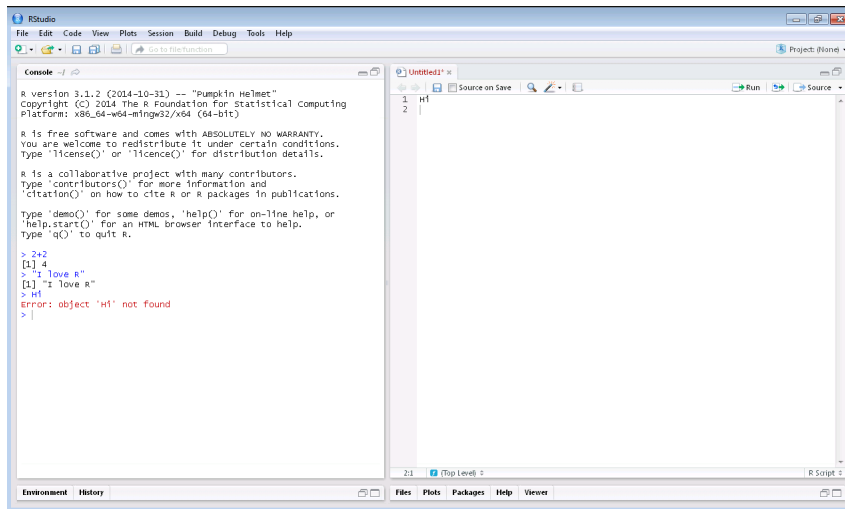 RStudio
File Edit Code View Plots Session Build Debug Tools Help
Go to file/function Project: (None)
Console ~/
R version 3.1.2 (2014-10-31) -- "Pumpkin Helmet"
Copyright (C) 2014 The R Foundation for Statistical Computing
Platform: x86_64-w64-mingw32/x64 (64-bit)
R is free software and comes with ABSOLUTELY NO WARRANTY.
You are welcome to redistribute it under certain conditions.
Type 'license()' or 'licence()' for distribution details.
R is a collaborative project with many contributors.
Type 'contributors()' for more information and
'citation()' on how to cite R or R packages in publications.
Type 'demo()' for some demos, 'help()' for on-line help, or
'help.start()' for an HTML browser interface to help.
Type 'q()' to quit R.
> 2+2
[1] 4
> "I love R"
[1] "I love R"
> Hi
Error: object 'Hi' not found
>
Environment History
Untitled1*
Source on Save Run Source
1 Hi
2
2:1 (Top Level) R Script
Files Plots Packages Help Viewer